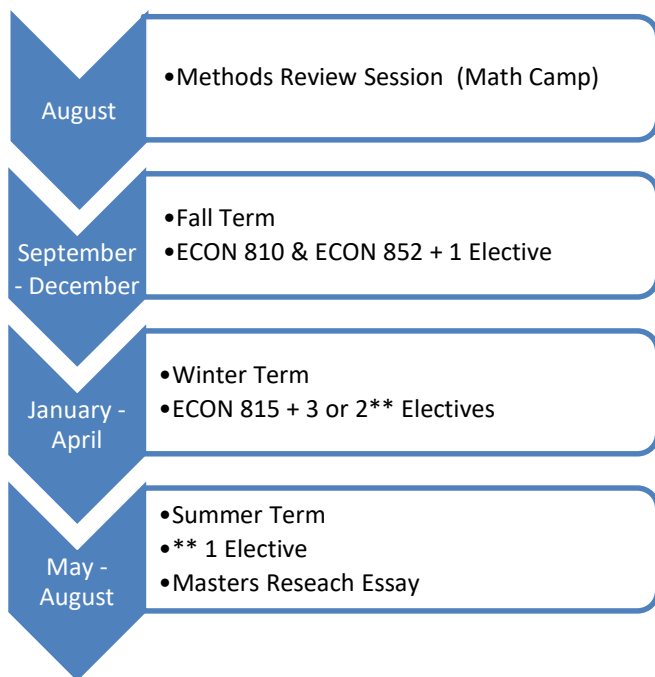 August
•Methods Review Session  (Math Camp)
September
- December
•Fall Term
•ECON 810 & ECON 852 + 1 Elective
January -
April
•Winter Term
•ECON 815 + 3 or 2** Electives
May -
August
•Summer Term
•** 1 Elective
•Masters Reseach Essay